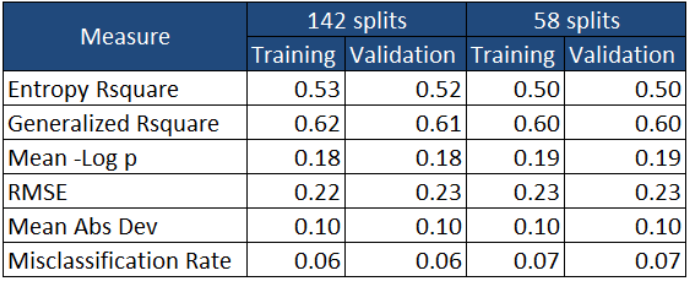 Measure 142 splits 58 splits
Training Validation Training Validation
Entropy Rsquare 0.53 0.52 0.50 0.50
Generalized Rsquare 0.62 0.61 0.60 0.60
Mean -Log p 0.18 0.18 0.19 0.19
RMSE 0.22 0.23 0.23 0.23
Mean Abs Dev 0.10 0.10 0.10 0.10
Misclassification Rate 0.06 0.06 0.07 0.07